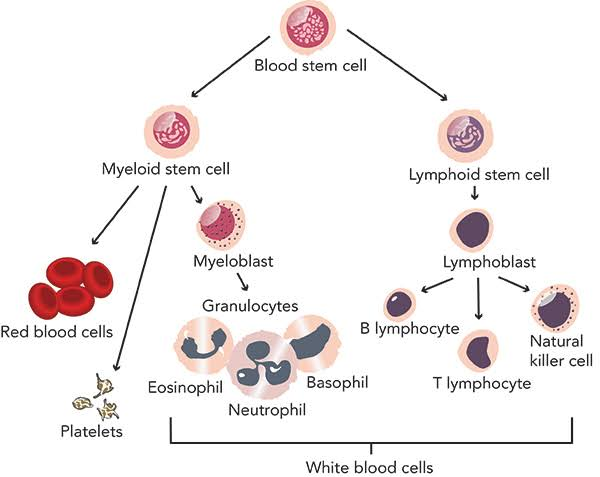 Blood stem cell
Myeloid stem cell
Lymphoid stem cell
Myeloblast
Lymphoblast
Granulocytes
Red blood cells
B lymphocyte
Natural
killer cell
Eosinophil
Basophil
T lymphocyte
Neutrophil
Platelets
White blood cells